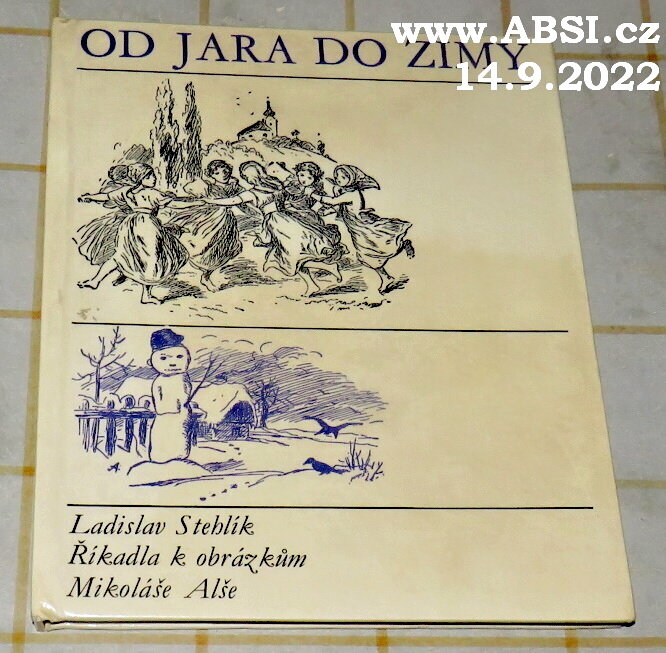 OD JARA DO ZIMY
www.ABSI.cz
14.9.2022
Ladislav Stehlík
Říkadla k obrázkům
Mikoláše Alše